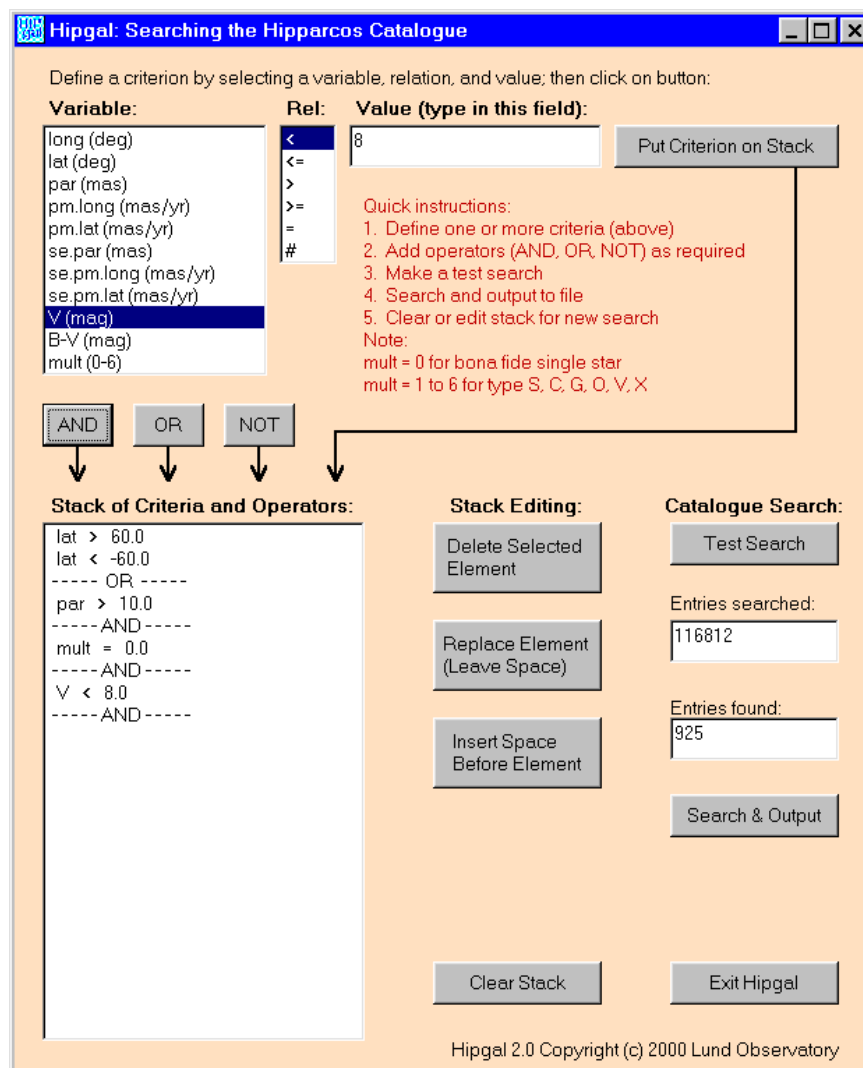 Hipgal: Searching the Hipparcos Catalogue
Define a criterion by selecting a variable, relation, and value; then click on button:
Variable:
Rel:
Value (type in this field):
long (deg)
lat (deg)
par (mas)
pm.long (mas/yr)
pm.lat (mas/yr)
se.par (mas)
se.pm.long (mas/yr)
se.pm.lat (mas/yr)
V (mag)
B-V (mag)
mult (0-6)
<
<=
>
>=
=
#
8
Put Criterion on Stack
Quick instructions:
1. Define one or more criteria (above)
2. Add operators (AND, OR, NOT) as required
3. Make a test search
4. Search and output to file
5. Clear or edit stack for new search
Note:
mult = 0 for bona fide single star
mult = 1 to 6 for type S, C, G, O, V, X
AND
OR
NOT
Stack of Criteria and Operators:
lat > 60.0
lat < -60.0
----- OR -----
par > 10.0
-----AND-----
mult = 0.0
-----AND-----
V < 8.0
-----AND-----
Stack Editing:
Delete Selected
Element
Replace Element
(Leave Space)
Insert Space
Before Element
Clear Stack
Catalogue Search:
Test Search
Entries searched:
116812
Entries found:
925
Search & Output
Exit Hipgal
Hipgal 2.0 Copyright (c) 2000 Lund Observatory